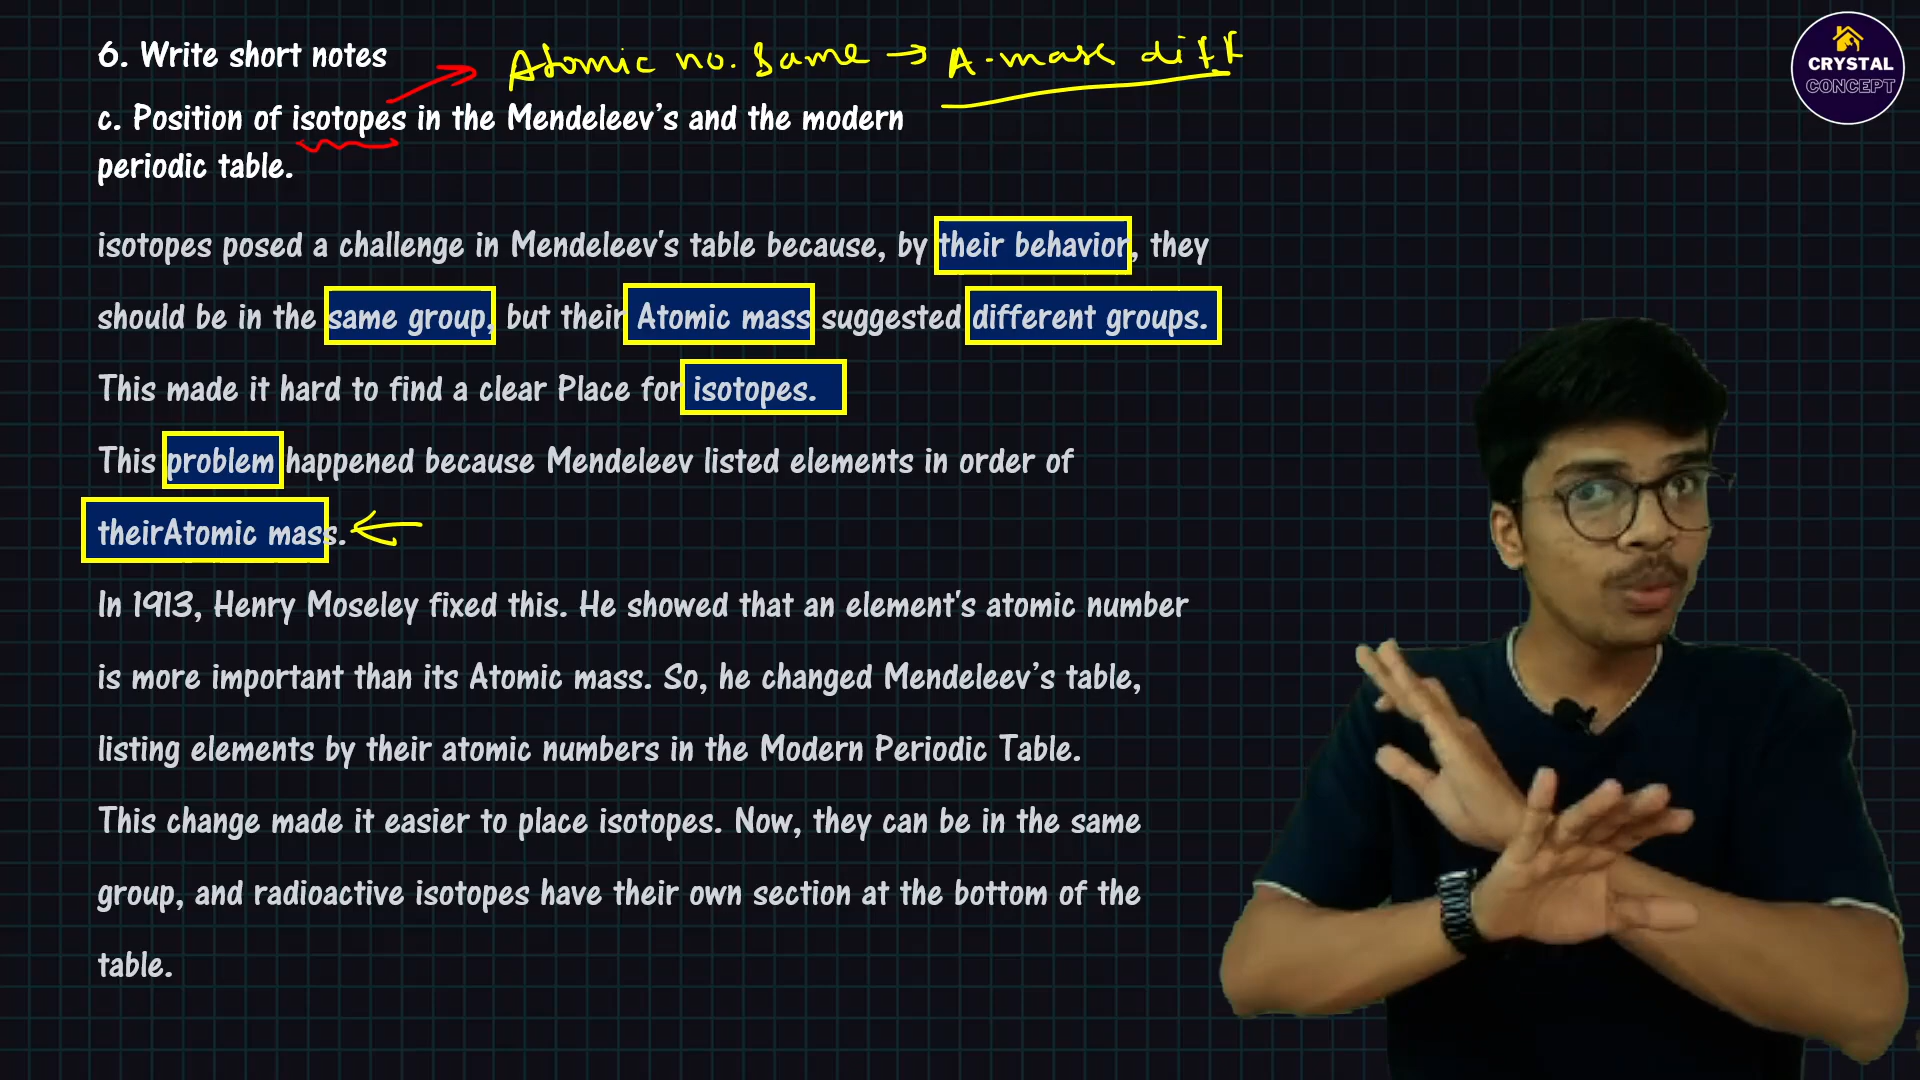 6. Write short notes
Atomic no. Same → A.mass diff
c. Position of isotopes in the Mendeleev's and the modern
periodic table.
isotopes posed a challenge in Mendeleev's table because, by their behavior, they
should be in the same group, but their Atomic mass suggested different groups.
This made it hard to find a clear Place for isotopes.
This problem happened because Mendeleev listed elements in order of
theirAtomic mass.
In 1913, Henry Moseley fixed this. He showed that an element's atomic number
is more important than its Atomic mass. So, he changed Mendeleev's table,
listing elements by their atomic numbers in the Modern Periodic Table.
This change made it easier to place isotopes. Now, they can be in the same
group, and radioactive isotopes have their own section at the bottom of the
table.
CRYSTAL
CONCEPT